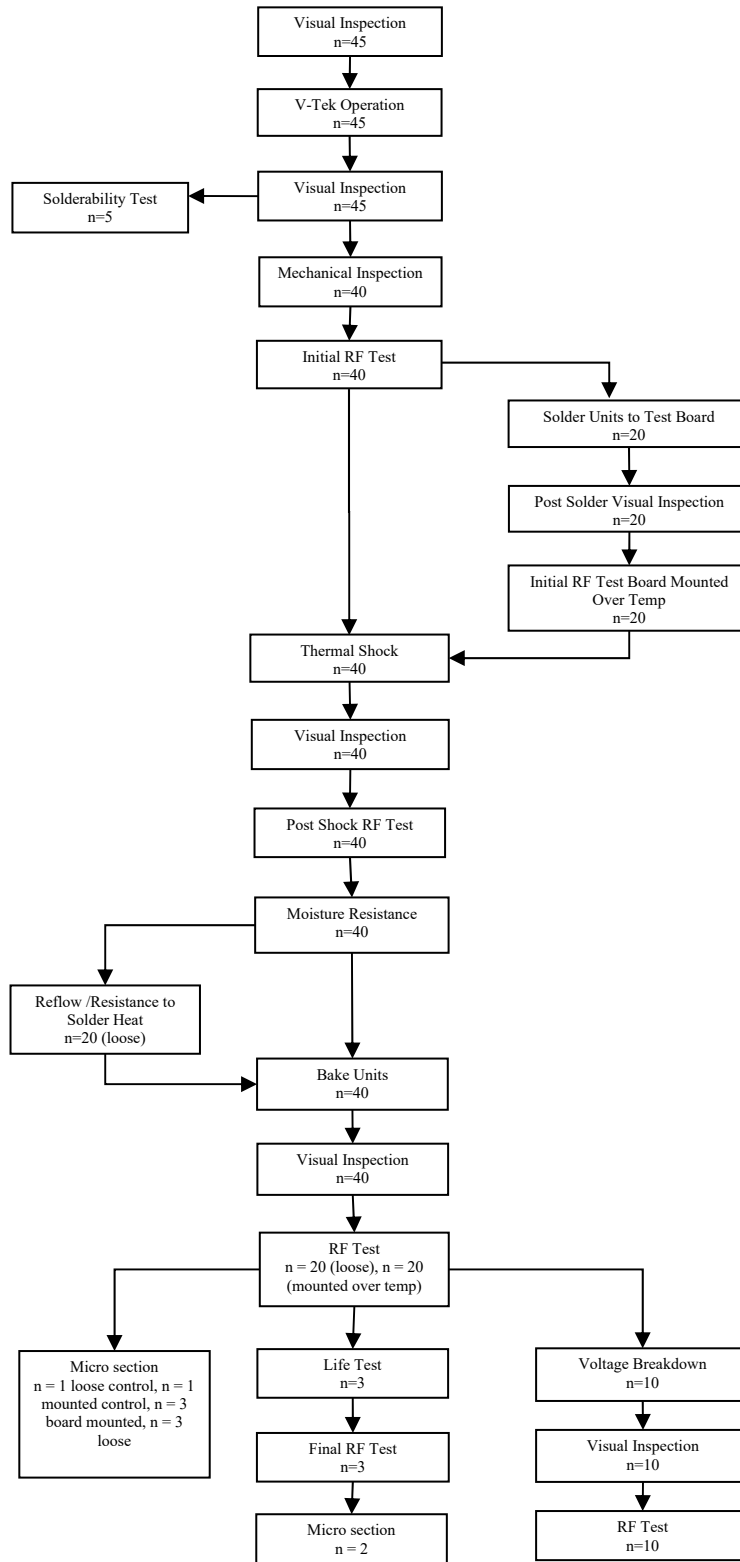 Visual Inspection
n=45
V-Tek Operation
n=45
Visual Inspection
n=45
Solderability Test
n=5
Mechanical Inspection
n=40
Initial RF Test
n=40
Solder Units to Test Board
n=20
Post Solder Visual Inspection
n=20
Initial RF Test Board Mounted
Over Temp
n=20
Thermal Shock
n=40
Visual Inspection
n=40
Post Shock RF Test
n=40
Moisture Resistance
n=40
Reflow /Resistance to
Solder Heat
n=20 (loose)
Bake Units
n=40
Visual Inspection
n=40
RF Test
n = 20 (loose), n = 20
(mounted over temp)
Micro section
n = 1 loose control, n = 1
mounted control, n = 3
board mounted, n = 3
loose
Life Test
n=3
Final RF Test
n=3
Micro section
n = 2
Voltage Breakdown
n=10
Visual Inspection
n=10
RF Test
n=10